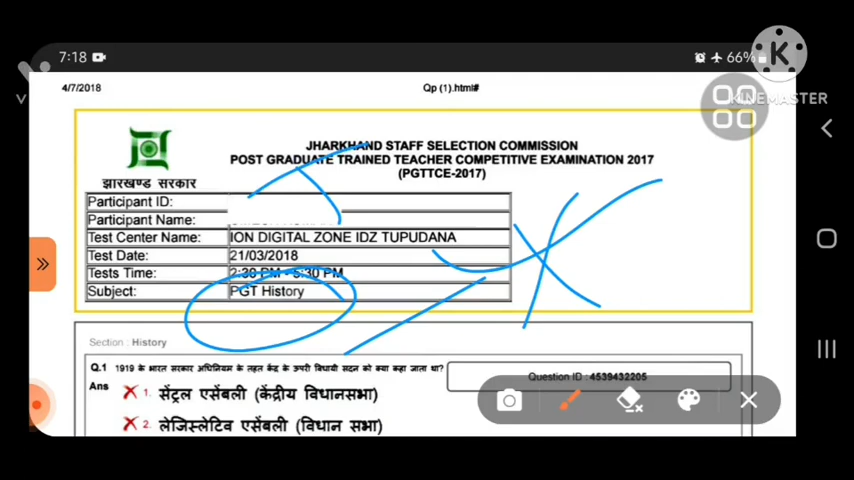 7:18
66%
K
KINEMASTER
4/7/2018
Qp (1).html#
झारखण्ड सरकार
JHARKHAND STAFF SELECTION COMMISSION
POST GRADUATE TRAINED TEACHER COMPETITIVE EXAMINATION 2017
(PGTTCE-2017)
Participant ID:
Participant Name:
Test Center Name: ION DIGITAL ZONE IDZ TUPUDANA
Test Date: 21/03/2018
Tests Time: 2:30 PM - 5:30 PM
Subject: PGT History
Section : History
Q.1 1919 के भारत सरकार अधिनियम के तहत केंद्र के ऊपरी विधायी सदन को क्या कहा जाता था?
Question ID : 4539432205
Ans 1. सेंट्रल एसेंबली (केंद्रीय विधानसभा)
2. लेजिस्लेटिव एसेंबली (विधान सभा)